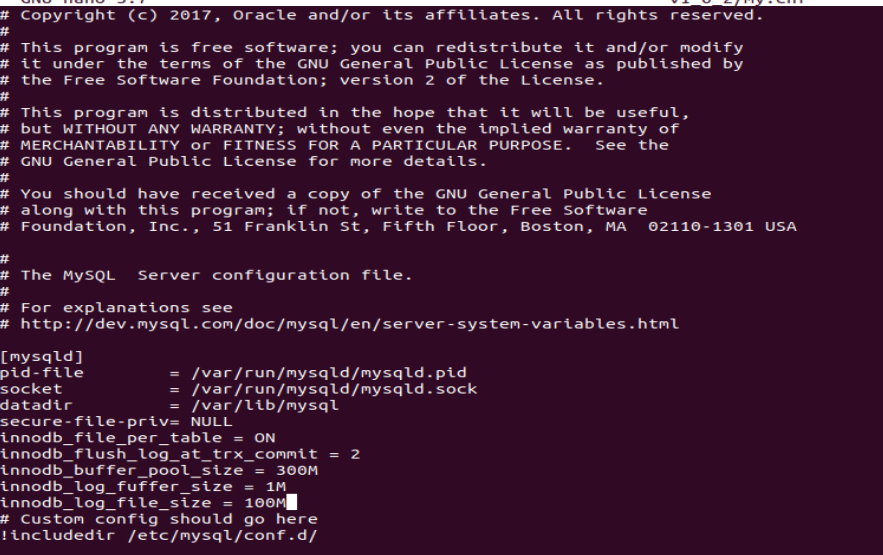 # Copyright (c) 2017, Oracle and/or its affiliates. All rights reserved.
#
# This program is free software; you can redistribute it and/or modify
# it under the terms of the GNU General Public License as published by
# the Free Software Foundation; version 2 of the License.
#
# This program is distributed in the hope that it will be useful,
# but WITHOUT ANY WARRANTY; without even the implied warranty of
# MERCHANTABILITY or FITNESS FOR A PARTICULAR PURPOSE.  See the
# GNU General Public License for more details.
#
# You should have received a copy of the GNU General Public License
# along with this program; if not, write to the Free Software
# Foundation, Inc., 51 Franklin St, Fifth Floor, Boston, MA  02110-1301 USA
#
# The MySQL  Server configuration file.
#
# For explanations see
# http://dev.mysql.com/doc/mysql/en/server-system-variables.html
[mysqld]
pid-file        = /var/run/mysqld/mysqld.pid
socket          = /var/run/mysqld/mysqld.sock
datadir         = /var/lib/mysql
secure-file-priv= NULL
innodb_file_per_table = ON
innodb_flush_log_at_trx_commit = 2
innodb_buffer_pool_size = 300M
innodb_log_fuffer_size = 1M
innodb_log_file_size = 100M
# Custom config should go here
!includedir /etc/mysql/conf.d/